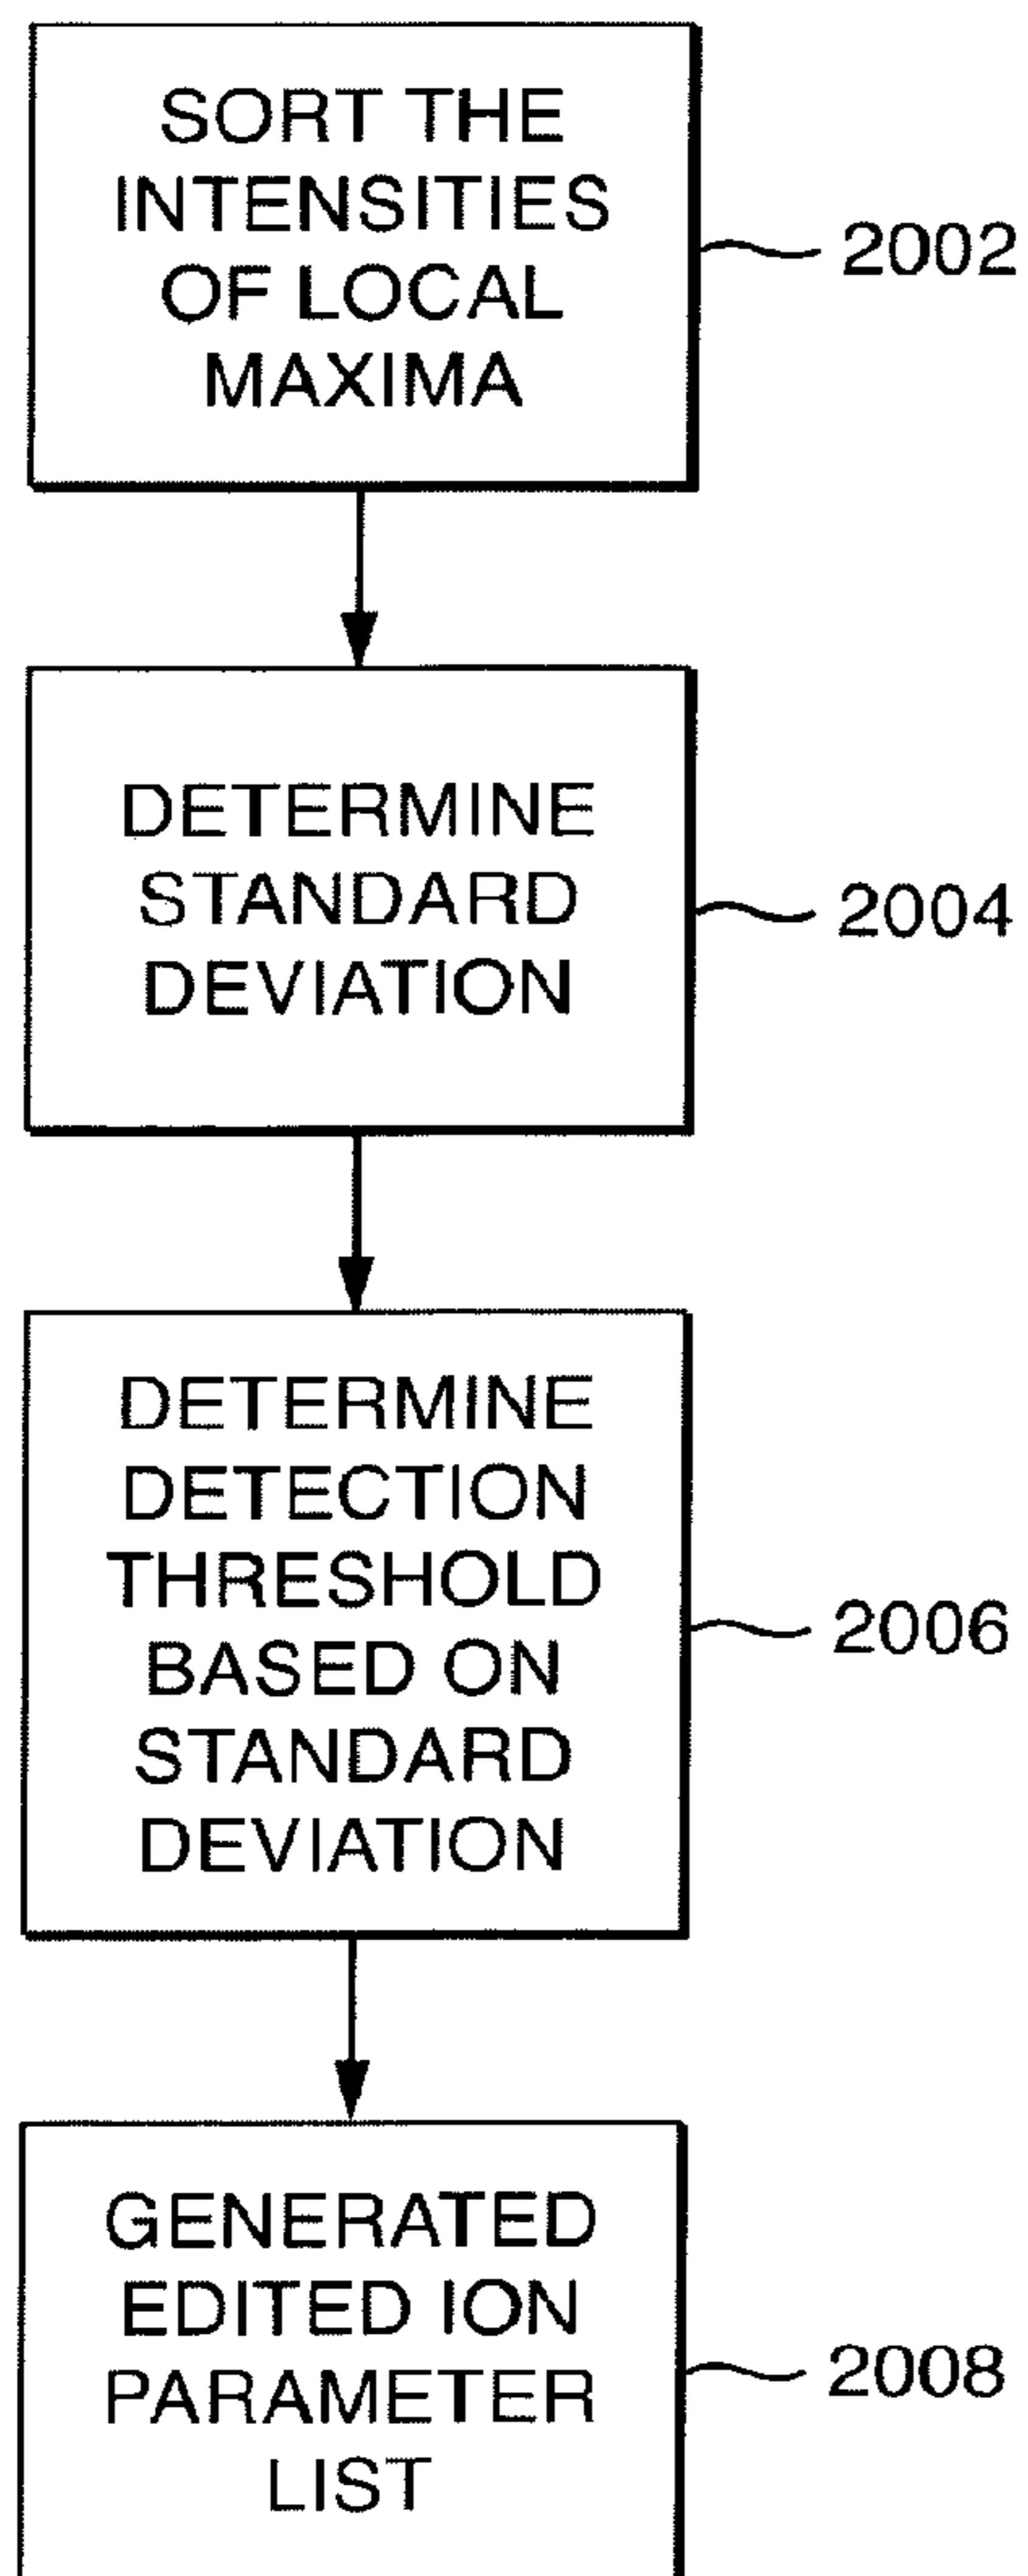 SORT THE
INTENSITIES
OF LOCAL
MAXIMA
2002
DETERMINE
STANDARD
DEVIATION
2004
DETERMINE
DETECTION
THRESHOLD
BASED ON
STANDARD
DEVIATION
2006
GENERATED
EDITED ION
PARAMETER
LIST
2008